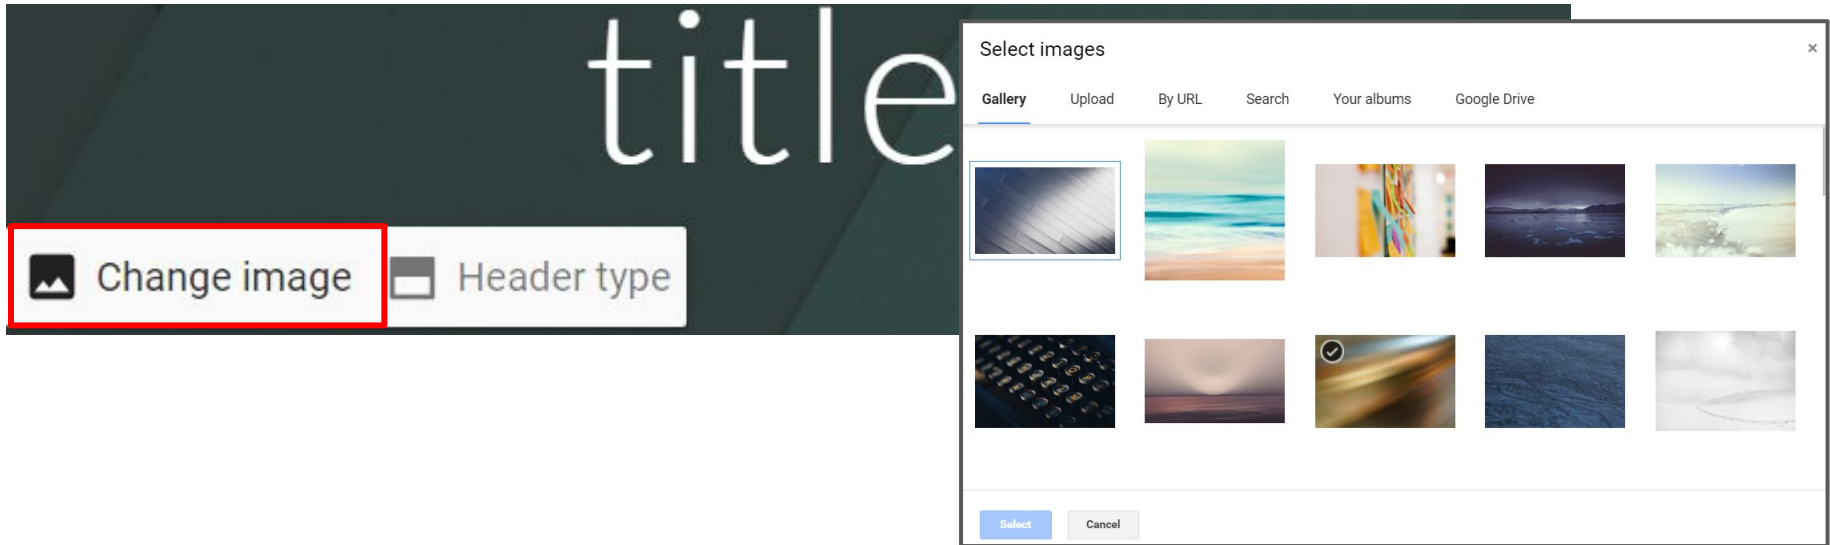 title
Change image
Header type
Select images
×
Gallery Upload By URL Search Your albums Google Drive
Select Cancel